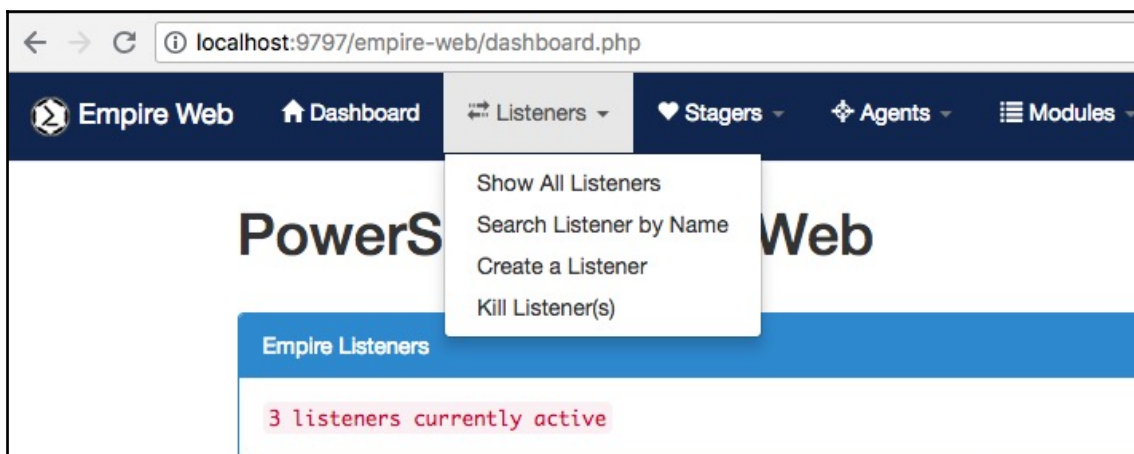 localhost:9797/empire-web/dashboard.php
Empire Web Dashboard Listeners Stagers Agents Modules
Show All Listeners
Search Listener by Name
Create a Listener
Kill Listener(s)
PowerS Web
Empire Listeners
3 listeners currently active